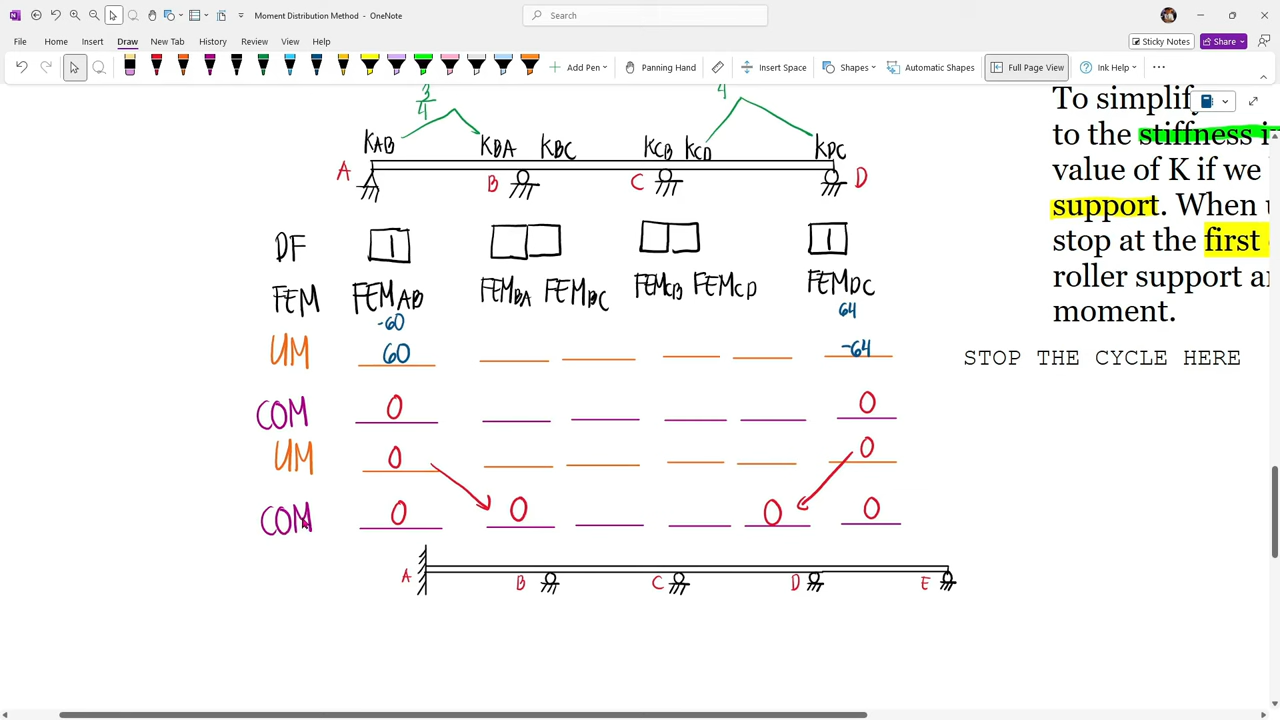 Moment Distribution Method - OneNote
Search
File Home Insert Draw New Tab History Review View Help
Sticky Notes Share
Add Pen Panning Hand Insert Space Shapes Automatic Shapes Full Page View Ink Help
3/4
4
To simplify
to the stiffness i
value of K if we
support. When u
stop at the first
roller support an
moment.
STOP THE CYCLE HERE
KAB KBA KBC KCB KCD KDC
A B C D
DF 1 1
FEM FEMAB FEMBA FEMBC FEMCB FEMCD FEMDC
-60 64
UM 60 -64
COM 0 0
UM 0 0
COM 0 0 0 0
A B C D E